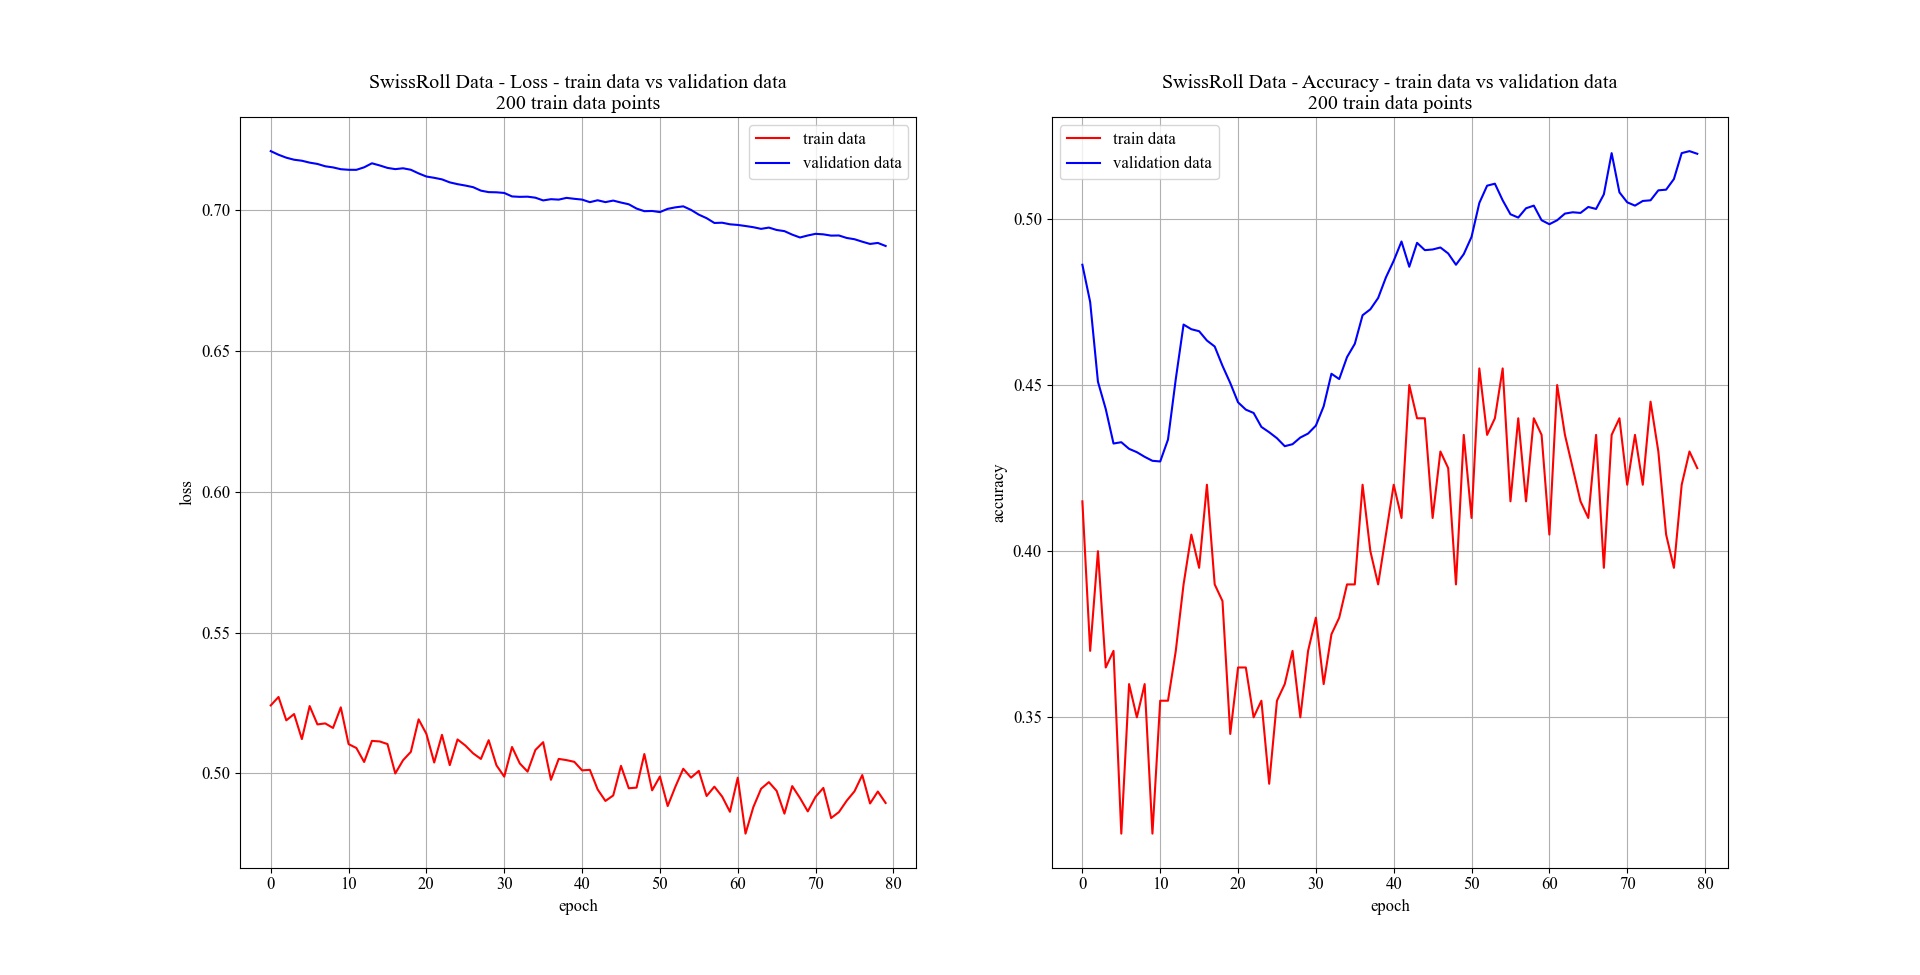 SwissRoll Data - Loss - train data vs validation data
200 train data points
train data
validation data
0.70
0.65
0.60
0.55
0.50
loss
0 10 20 30 40 50 60 70 80
epoch
SwissRoll Data - Accuracy - train data vs validation data
200 train data points
train data
validation data
0.50
0.45
0.40
0.35
accuracy
0 10 20 30 40 50 60 70 80
epoch